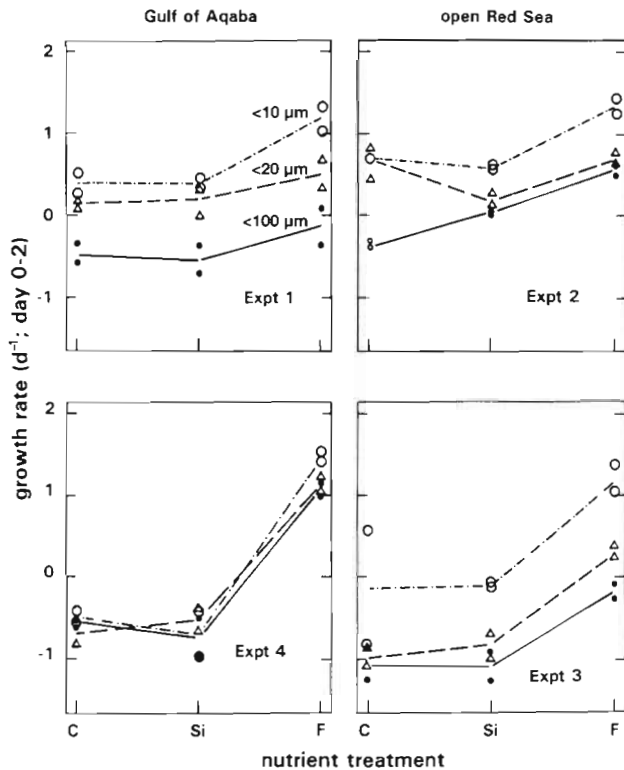 Gulf of Aqaba
open Red Sea
growth rate (d⁻¹; day 0-2)
2
1
0
-1
<10 µm
<20 µm
<100 µm
Expt 1
Expt 2
2
1
0
-1
Expt 4
Expt 3
C Si F
C Si F
nutrient treatment